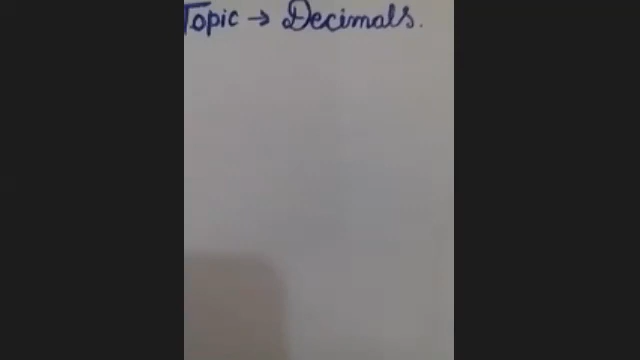 Topic → Decimals.